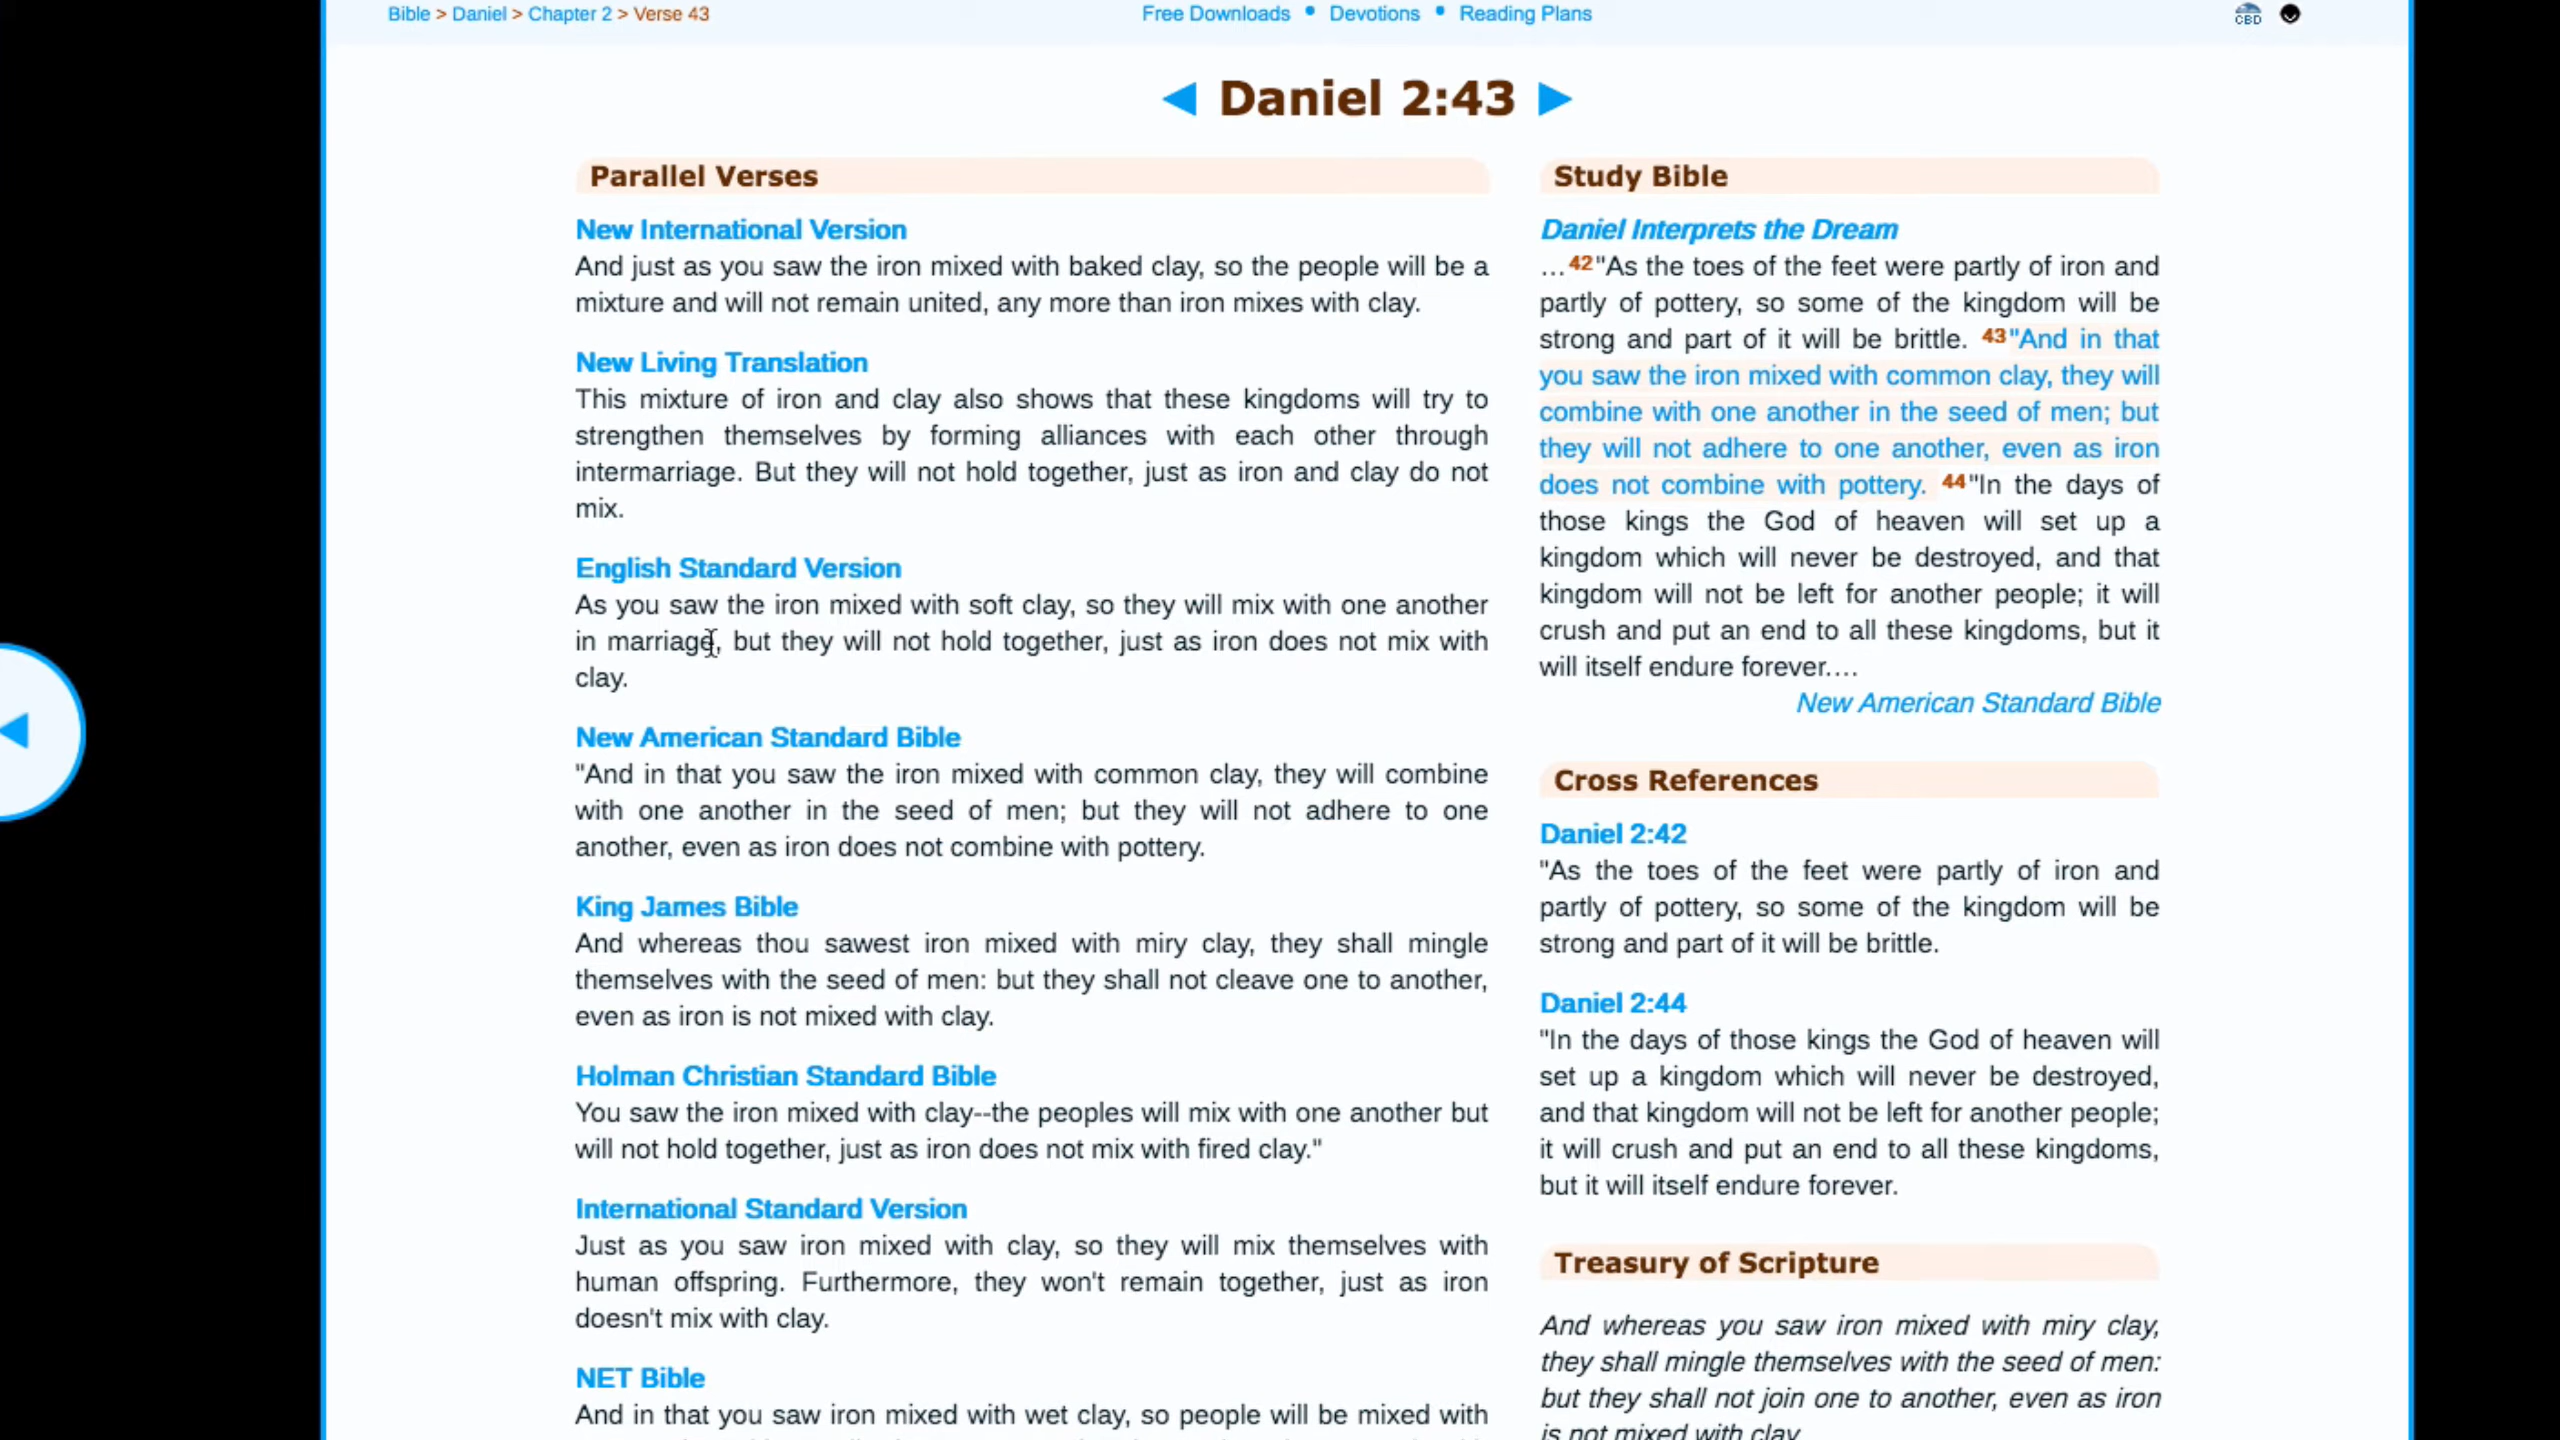 Bible > Daniel > Chapter 2 > Verse 43
Free Downloads • Devotions • Reading Plans
CBD
◄ Daniel 2:43 ►
Parallel Verses
New International Version
And just as you saw the iron mixed with baked clay, so the people will be a
mixture and will not remain united, any more than iron mixes with clay.
New Living Translation
This mixture of iron and clay also shows that these kingdoms will try to
strengthen themselves by forming alliances with each other through
intermarriage. But they will not hold together, just as iron and clay do not
mix.
English Standard Version
As you saw the iron mixed with soft clay, so they will mix with one another
in marriage, but they will not hold together, just as iron does not mix with
clay.
New American Standard Bible
"And in that you saw the iron mixed with common clay, they will combine
with one another in the seed of men; but they will not adhere to one
another, even as iron does not combine with pottery.
King James Bible
And whereas thou sawest iron mixed with miry clay, they shall mingle
themselves with the seed of men: but they shall not cleave one to another,
even as iron is not mixed with clay.
Holman Christian Standard Bible
You saw the iron mixed with clay--the peoples will mix with one another but
will not hold together, just as iron does not mix with fired clay."
International Standard Version
Just as you saw iron mixed with clay, so they will mix themselves with
human offspring. Furthermore, they won't remain together, just as iron
doesn't mix with clay.
NET Bible
And in that you saw iron mixed with wet clay, so people will be mixed with
Study Bible
Daniel Interprets the Dream
…42"As the toes of the feet were partly of iron and
partly of pottery, so some of the kingdom will be
strong and part of it will be brittle. 43"And in that
you saw the iron mixed with common clay, they will
combine with one another in the seed of men; but
they will not adhere to one another, even as iron
does not combine with pottery. 44"In the days of
those kings the God of heaven will set up a
kingdom which will never be destroyed, and that
kingdom will not be left for another people; it will
crush and put an end to all these kingdoms, but it
will itself endure forever.…
New American Standard Bible
Cross References
Daniel 2:42
"As the toes of the feet were partly of iron and
partly of pottery, so some of the kingdom will be
strong and part of it will be brittle.
Daniel 2:44
"In the days of those kings the God of heaven will
set up a kingdom which will never be destroyed,
and that kingdom will not be left for another people;
it will crush and put an end to all these kingdoms,
but it will itself endure forever.
Treasury of Scripture
And whereas you saw iron mixed with miry clay,
they shall mingle themselves with the seed of men:
but they shall not join one to another, even as iron
is not mixed with clay